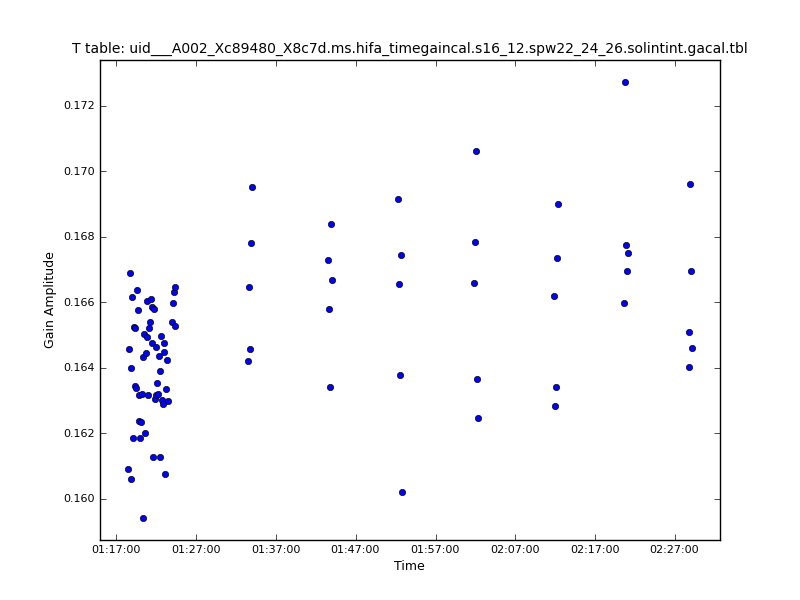 T table: uid___A002_Xc89480_X8c7d.ms.hifa_timegaincal.s16_12.spw22_24_26.solintint.gacal.tbl
Gain Amplitude
0.172
0.170
0.168
0.166
0.164
0.162
0.160
01:17:00 01:27:00 01:37:00 01:47:00 01:57:00 02:07:00 02:17:00 02:27:00
Time